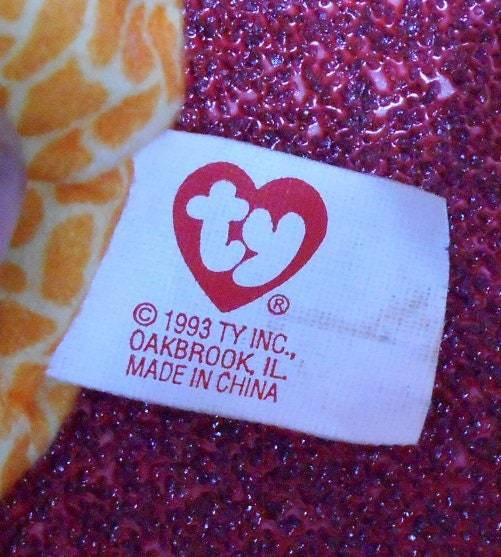 ty
®
© 1993 TY INC.,
OAKBROOK, IL.
MADE IN CHINA